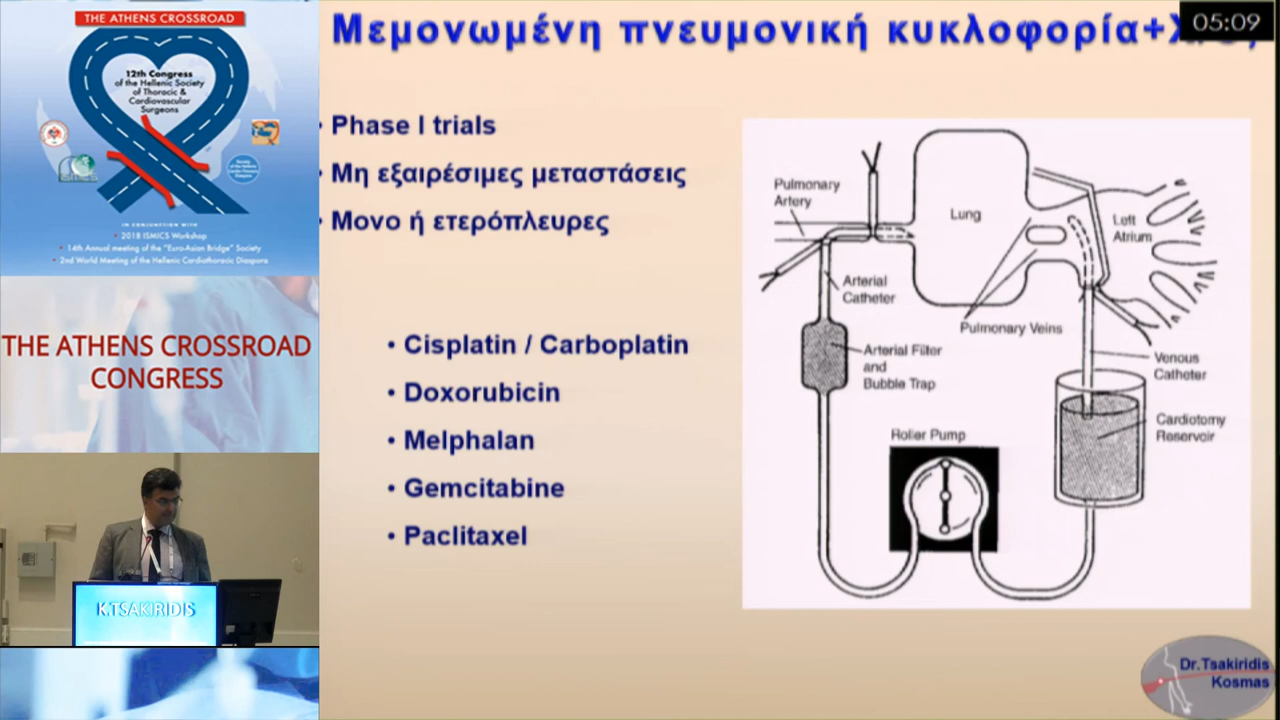 THE ATHENS CROSSROAD
12th Congress
of the Hellenic Society
of Thoracic &
Cardiovascular
Surgeons
ISMICS
IN CONJUNCTION WITH
• 2018 ISMICS Workshop
• 14th Annual meeting of the "Euro-Asian Bridge" Society
• 2nd World Meeting of the Hellenic Cardiothoracic Diaspora
THE ATHENS CROSSROAD
CONGRESS
K.TSAKIRIDIS
Μεμονωμένη πνευμονική κυκλοφορία+
05:09
• Phase I trials
• Μη εξαιρέσιμες μεταστάσεις
• Μονο ή ετερόπλευρες
• Cisplatin / Carboplatin
• Doxorubicin
• Melphalan
• Gemcitabine
• Paclitaxel
Pulmonary
Artery
Lung
Left
Atrium
Arterial
Catheter
Pulmonary Veins
Arterial Filter
and
Bubble Trap
Venous
Catheter
Cardiotomy
Reservoir
Roller Pump
Dr.Tsakiridis
Kosmas